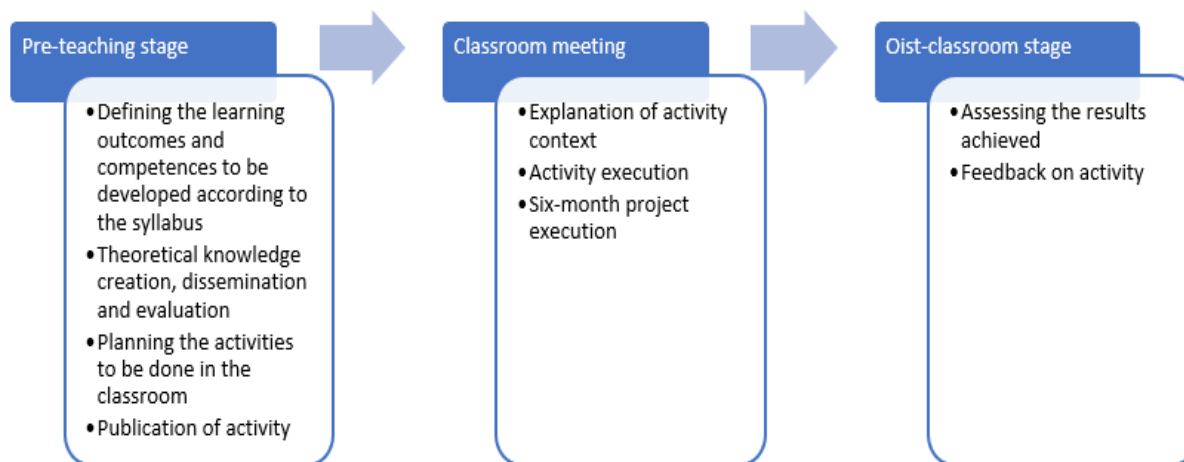 Pre-teaching stage
•Defining the learning
outcomes and
competences to be
developed according to
the syllabus
•Theoretical knowledge
creation, dissemination
and evaluation
•Planning the activities
to be done in the
classroom
•Publication of activity
Classroom meeting
•Explanation of activity
context
•Activity execution
•Six-month project
execution
Oist-classroom stage
•Assessing the results
achieved
•Feedback on activity